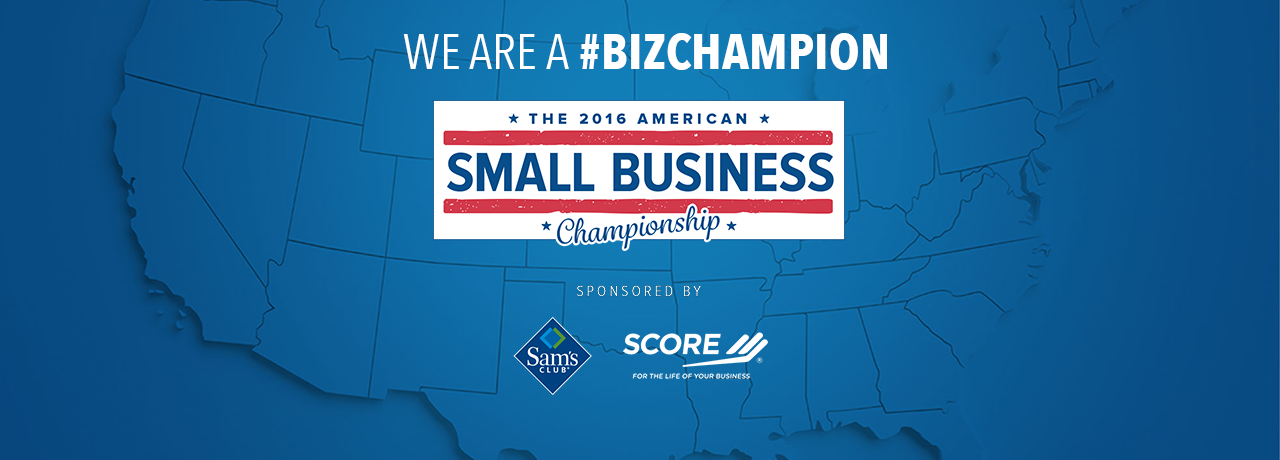 WE ARE A #BIZCHAMPION
★ THE 2016 AMERICAN ★
SMALL BUSINESS
★ Championship ★
SPONSORED BY
Sam's
CLUB®
SCORE ®
FOR THE LIFE OF YOUR BUSINESS